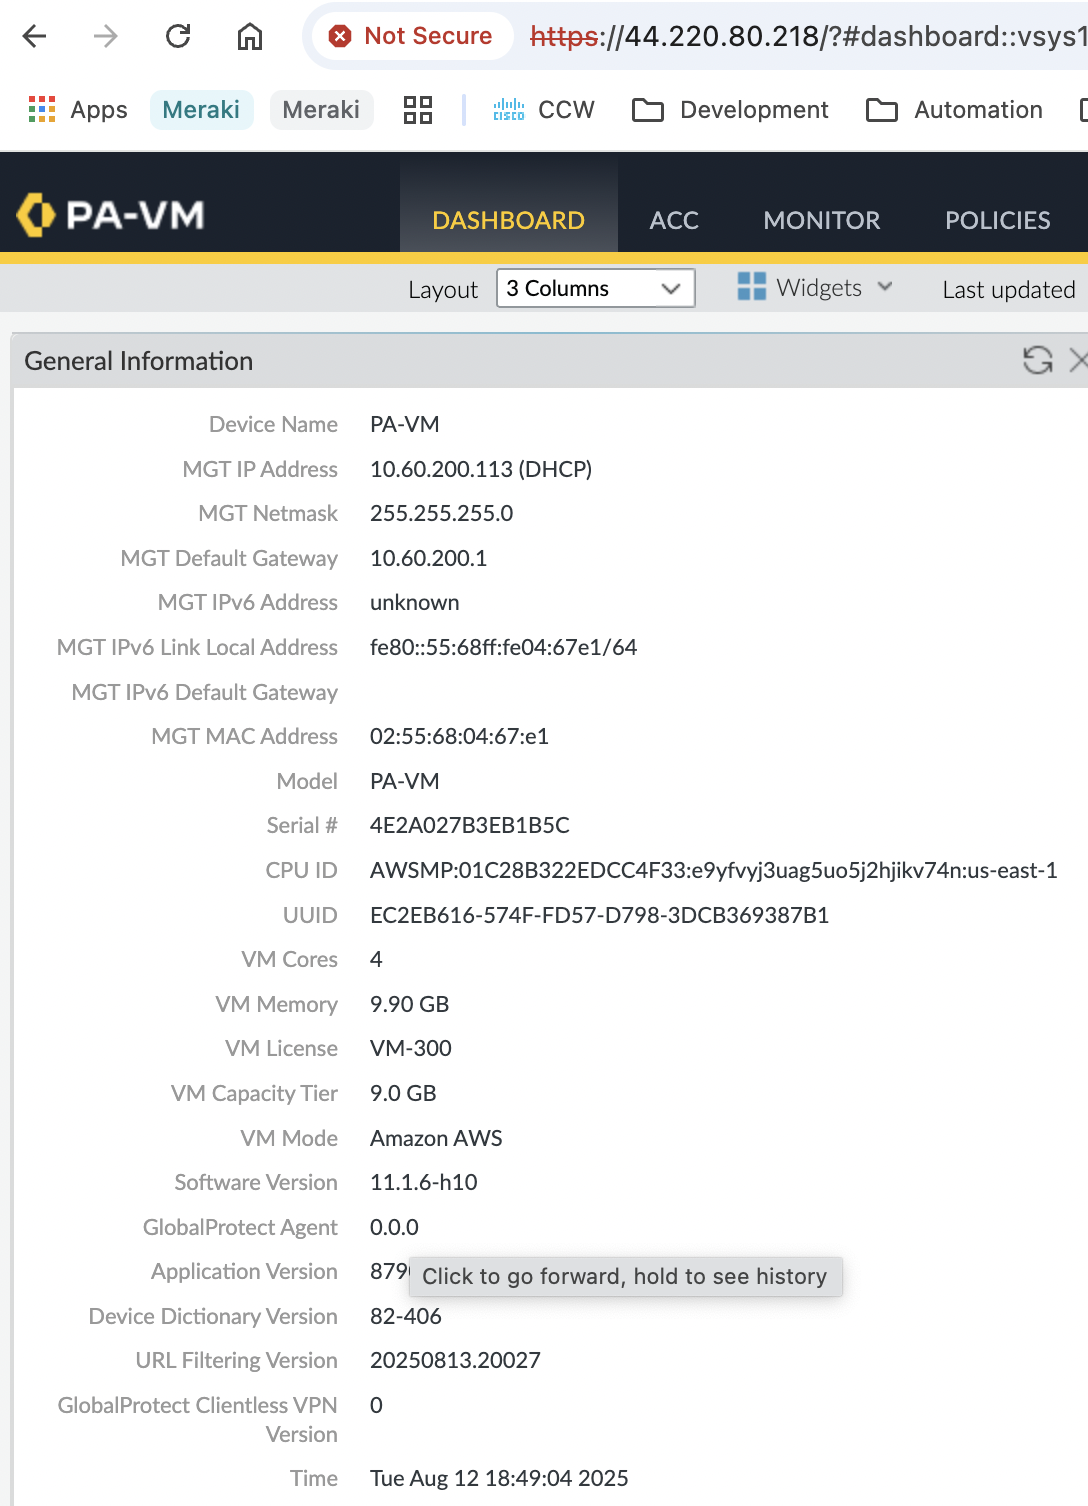 Not Secure https://44.220.80.218/?#dashboard::vsys1
Apps Meraki Meraki CISCO CCW Development Automation
PA-VM DASHBOARD ACC MONITOR POLICIES
Layout 3 Columns Widgets Last updated
General Information
Device Name PA-VM
MGT IP Address 10.60.200.113 (DHCP)
MGT Netmask 255.255.255.0
MGT Default Gateway 10.60.200.1
MGT IPv6 Address unknown
MGT IPv6 Link Local Address fe80::55:68ff:fe04:67e1/64
MGT IPv6 Default Gateway
MGT MAC Address 02:55:68:04:67:e1
Model PA-VM
Serial # 4E2A027B3EB1B5C
CPU ID AWSMP:01C28B322EDCC4F33:e9yfvyj3uag5uo5j2hjikv74n:us-east-1
UUID EC2EB616-574F-FD57-D798-3DCB369387B1
VM Cores 4
VM Memory 9.90 GB
VM License VM-300
VM Capacity Tier 9.0 GB
VM Mode Amazon AWS
Software Version 11.1.6-h10
GlobalProtect Agent 0.0.0
Application Version Click to go forward, hold to see history
Device Dictionary Version 82-406
URL Filtering Version 20250813.20027
GlobalProtect Clientless VPN 0
Version
Time Tue Aug 12 18:49:04 2025